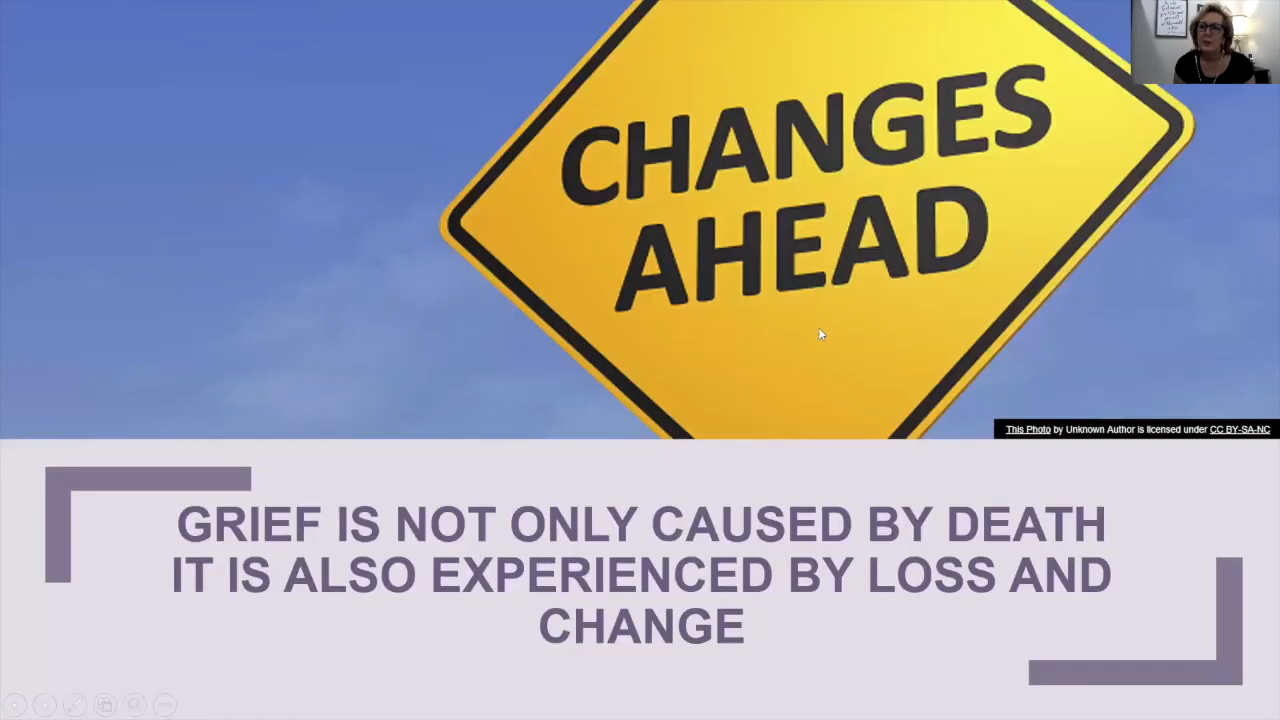 CHANGES
AHEAD
This Photo by Unknown Author is licensed under CC BY-SA-NC
GRIEF IS NOT ONLY CAUSED BY DEATH
IT IS ALSO EXPERIENCED BY LOSS AND
CHANGE